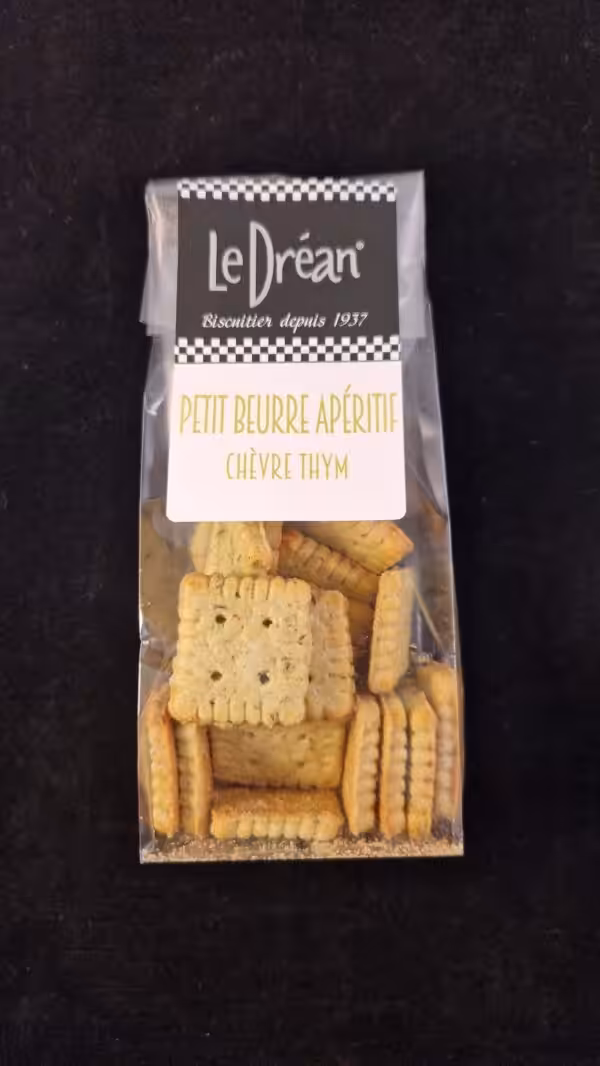 Le Dréan®
Biscuitier depuis 1937
PETIT BEURRE APÉRITIF
CHÈVRE THYM